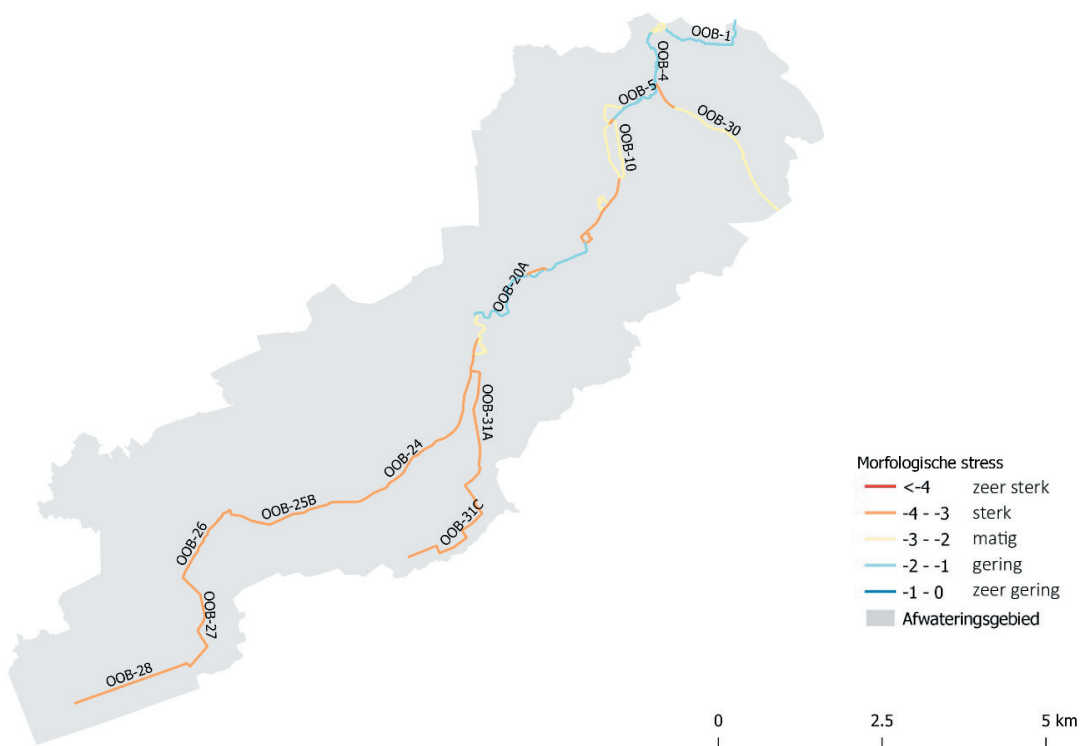 OOB-1
OOB-4
OOB-5
OOB-30
OOB-10
OOB-20A
OOB-31A
OOB-24
OOB-25B
OOB-31C
OOB-26
OOB-27
OOB-28
Morfologische stress
<-4 zeer sterk
-4 - -3 sterk
-3 - -2 matig
-2 - -1 gering
-1 - 0 zeer gering
Afwateringsgebied
0 2.5 5 km